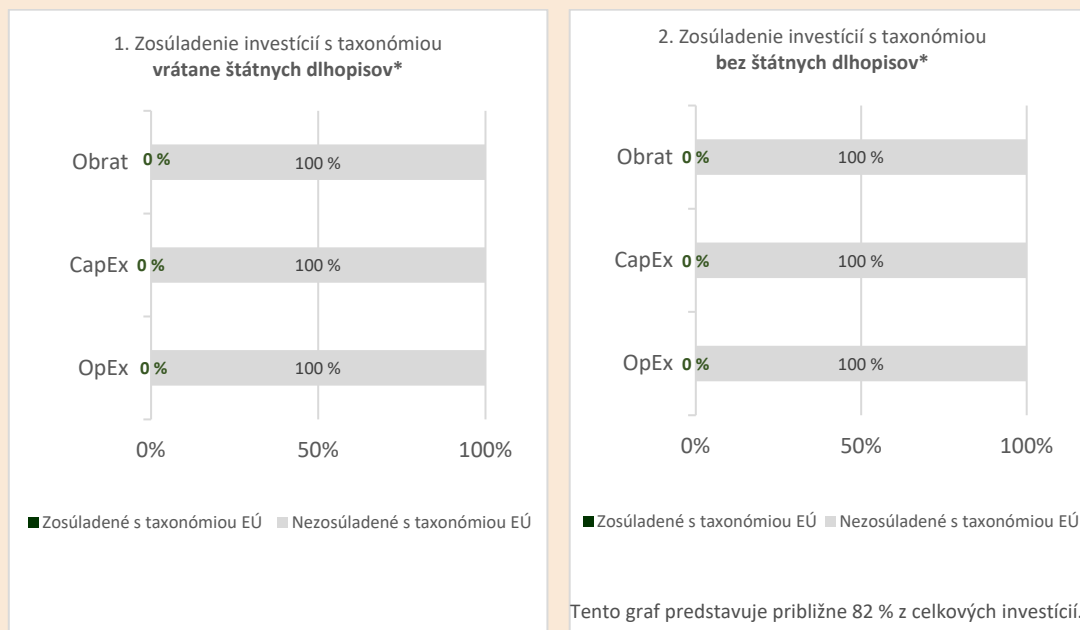 1. Zosúladenie investícií s taxonómiou
vrátane štátnych dlhopisov*
Obrat 0 % 100 %
CapEx 0 % 100 %
OpEx 0 % 100 %
0% 50% 100%
Zosúladené s taxonómiou EÚ Nezosúladené s taxonómiou EÚ
2. Zosúladenie investícií s taxonómiou
bez štátnych dlhopisov*
Obrat 0 % 100 %
CapEx 0 % 100 %
OpEx 0 % 100 %
0% 50% 100%
Zosúladené s taxonómiou EÚ Nezosúladené s taxonómiou EÚ
Tento graf predstavuje približne 82 % z celkových investícií.